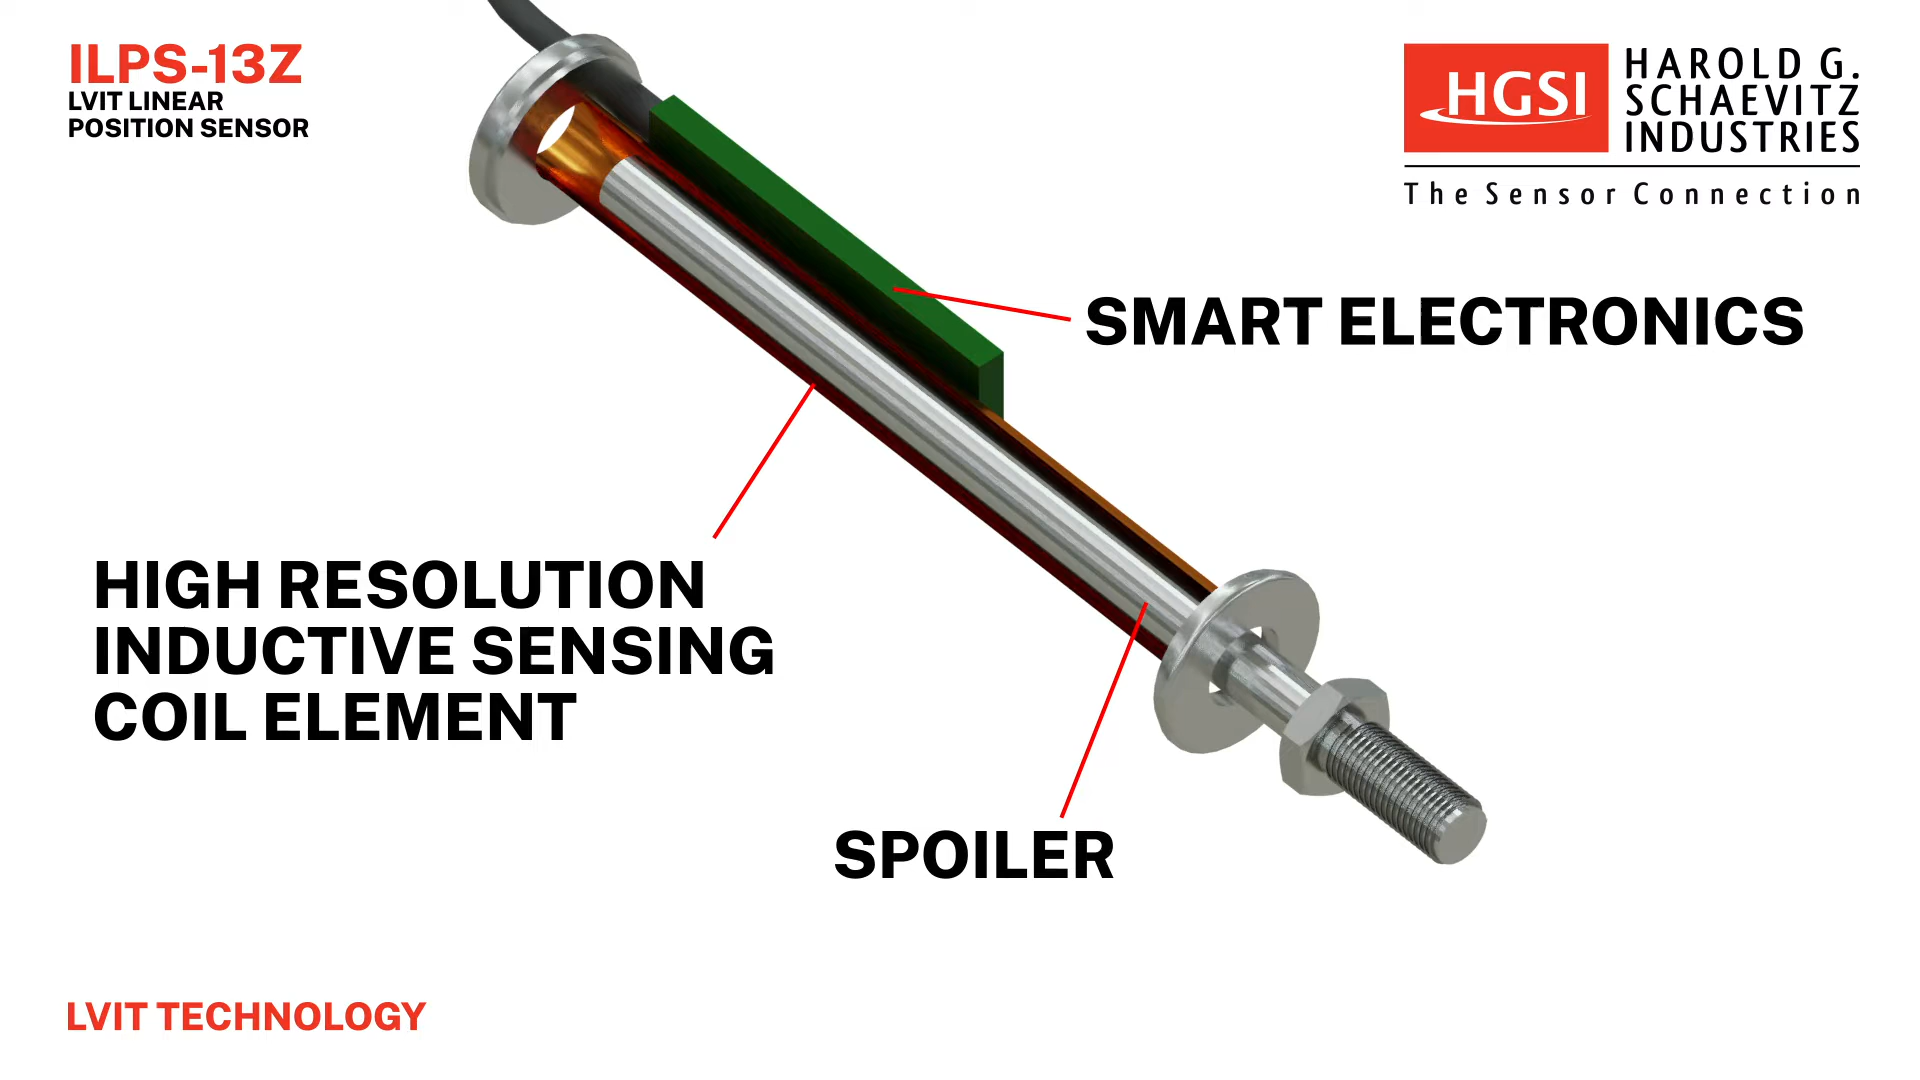 ILPS-13Z
LVIT LINEAR
POSITION SENSOR
HGSI
HAROLD G.
SCHAEVITZ
INDUSTRIES
The Sensor Connection
SMART ELECTRONICS
HIGH RESOLUTION
INDUCTIVE SENSING
COIL ELEMENT
SPOILER
LVIT TECHNOLOGY